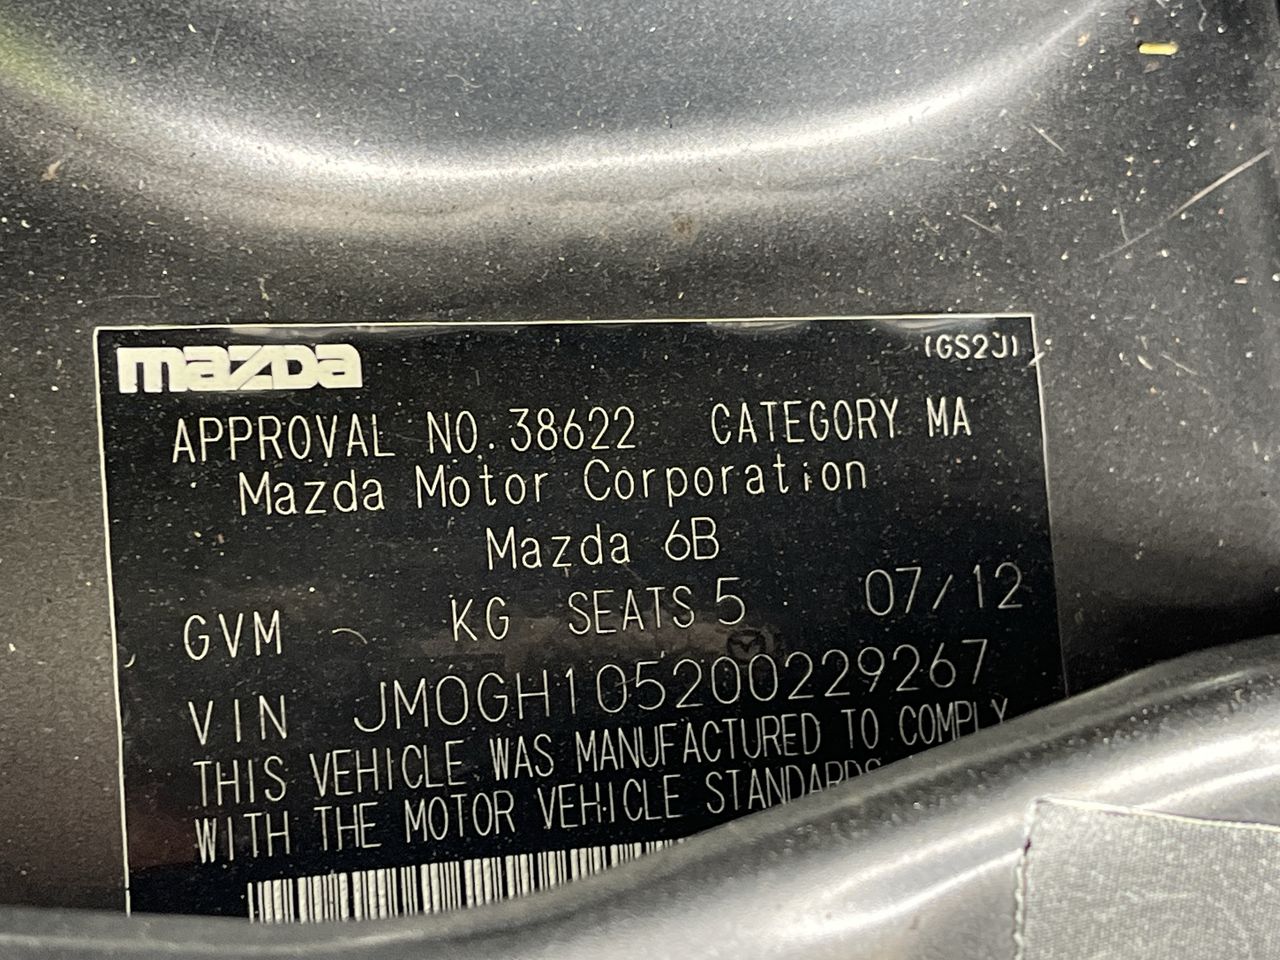 mazda
(GS2J)
APPROVAL NO. 38622 CATEGORY MA
Mazda Motor Corporation
Mazda 6B
GVM KG SEATS 5 07/12
VIN JM0GH105200229267
THIS VEHICLE WAS MANUFACTURED TO COMPLY
WITH THE MOTOR VEHICLE STANDARDS